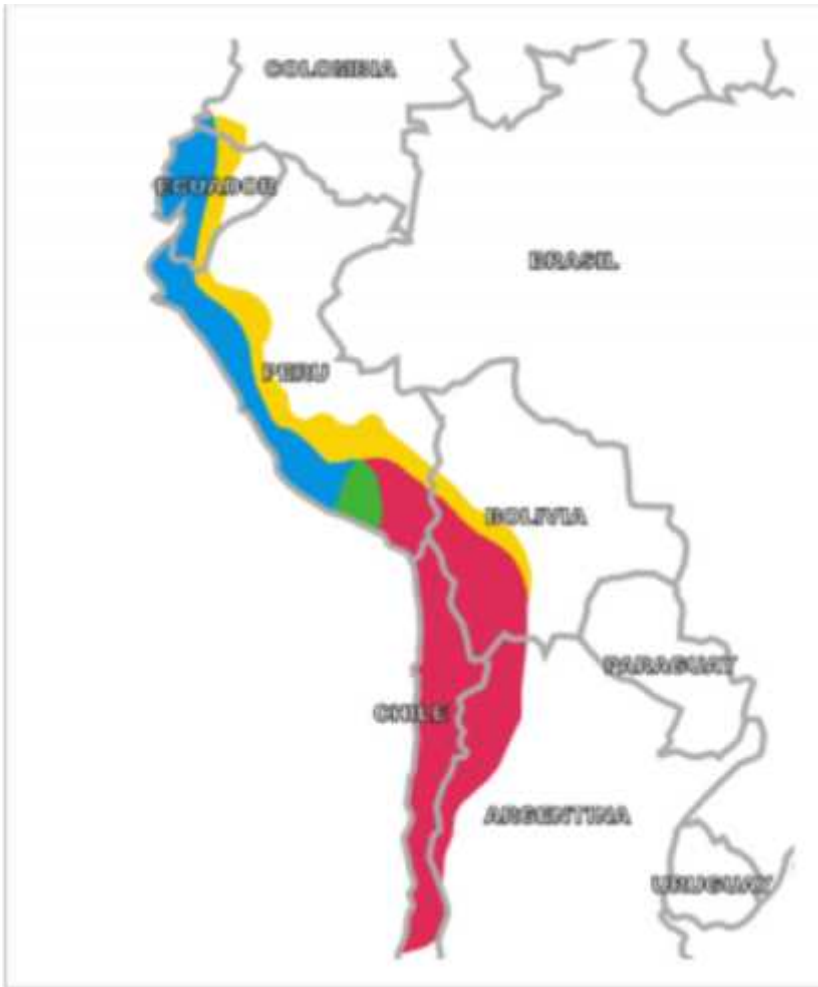 COLOMBIA
ECUADOR
BRASIL
PERU
BOLIVIA
PARAGUAY
CHILE
ARGENTINA
URUGUAY